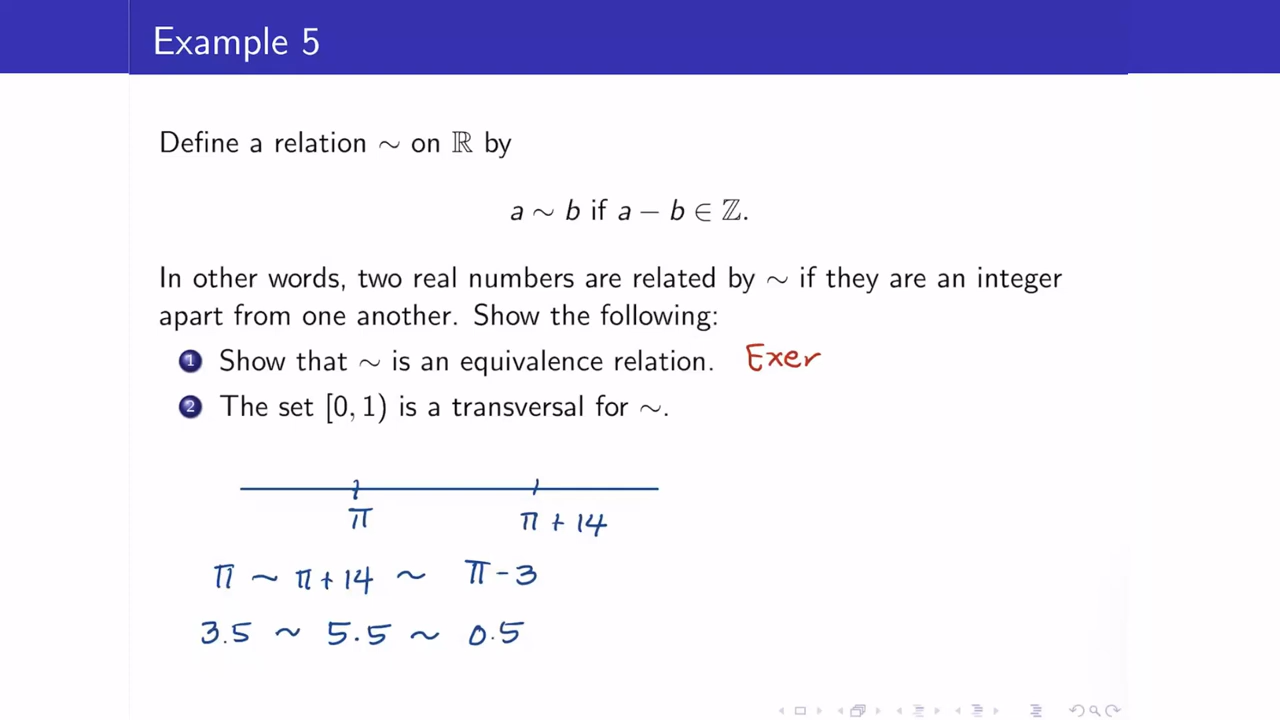 Example 5
Define a relation ∼ on ℝ by
a ∼ b if a − b ∈ ℤ.
In other words, two real numbers are related by ∼ if they are an integer
apart from one another. Show the following:
1 Show that ∼ is an equivalence relation. Exer
2 The set [0, 1) is a transversal for ∼.
π π + 14
π ∼ π + 14 ∼ π − 3
3.5 ∼ 5.5 ∼ 0.5